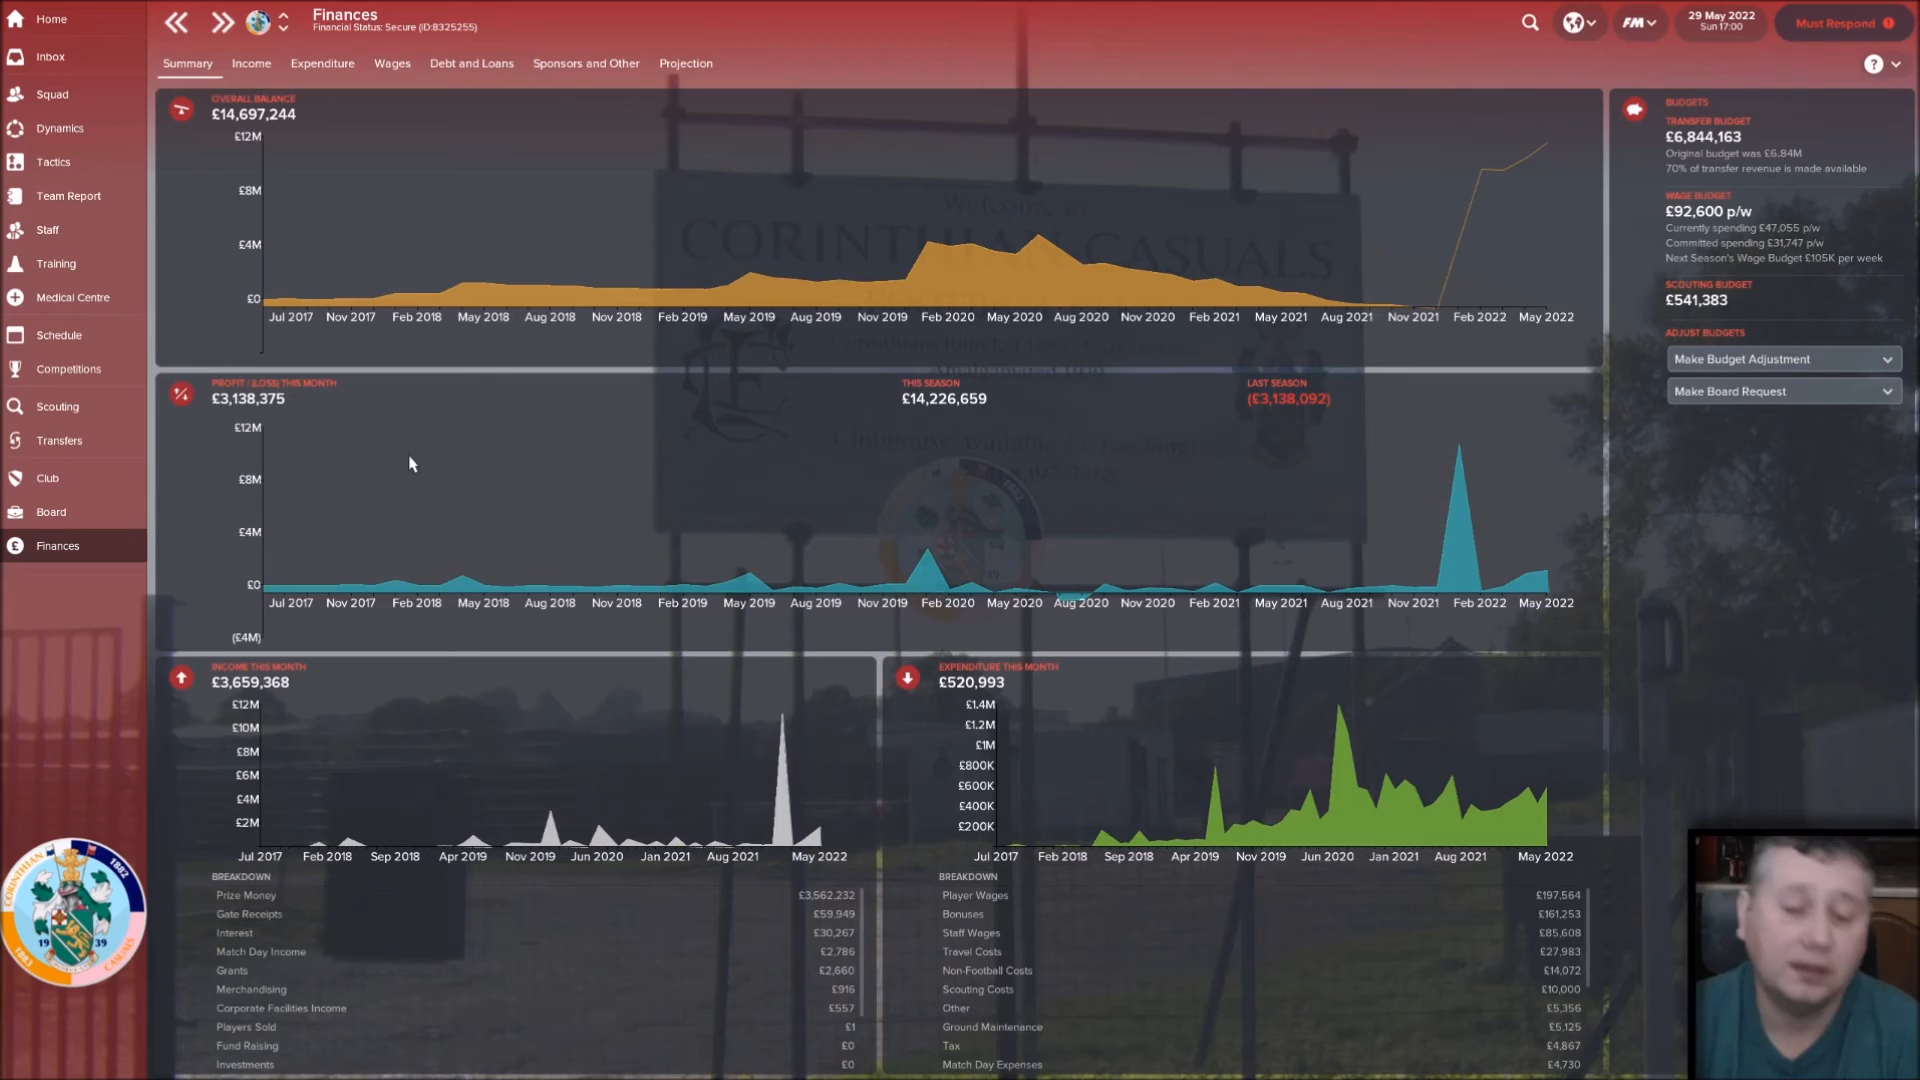 Home
Inbox
Squad
Dynamics
Tactics
Team Report
Staff
Training
Medical Centre
Schedule
Competitions
Scouting
Transfers
Club
Board
Finances
Finances
Financial Status: Secure (ID:8325255)
FM
29 May 2022
Sun 17:00
Must Respond
Summary Income Expenditure Wages Debt and Loans Sponsors and Other Projection
OVERALL BALANCE
£14,697,244
£12M
£8M
£4M
£0
Jul 2017 Nov 2017 Feb 2018 May 2018 Aug 2018 Nov 2018 Feb 2019 May 2019 Aug 2019 Nov 2019 Feb 2020 May 2020 Aug 2020 Nov 2020 Feb 2021 May 2021 Aug 2021 Nov 2021 Feb 2022 May 2022
Welcome
CORINTHIAN CASUALS
PROFIT / (LOSS) THIS MONTH
£3,138,375
THIS SEASON
£14,226,659
LAST SEASON
(£3,138,092)
£12M
£8M
£4M
£0
(£4M)
Jul 2017 Nov 2017 Feb 2018 May 2018 Aug 2018 Nov 2018 Feb 2019 May 2019 Aug 2019 Nov 2019 Feb 2020 May 2020 Aug 2020 Nov 2020 Feb 2021 May 2021 Aug 2021 Nov 2021 Feb 2022 May 2022
INCOME THIS MONTH
£3,659,368
£12M
£10M
£8M
£6M
£4M
£2M
Jul 2017 Feb 2018 Sep 2018 Apr 2019 Nov 2019 Jun 2020 Jan 2021 Aug 2021 May 2022
BREAKDOWN
Prize Money £3,562,232
Gate Receipts £59,949
Interest £30,267
Match Day Income £2,786
Grants £2,660
Merchandising £916
Corporate Facilities Income £557
Players Sold £1
Fund Raising £0
Investments £0
EXPENDITURE THIS MONTH
£520,993
£1.4M
£1.2M
£1M
£800K
£600K
£400K
£200K
Jul 2017 Feb 2018 Sep 2018 Apr 2019 Nov 2019 Jun 2020 Jan 2021 Aug 2021 May 2022
BREAKDOWN
Player Wages £197,564
Bonuses £161,253
Staff Wages £85,608
Travel Costs £27,983
Non-Football Costs £14,072
Scouting Costs £10,000
Other £5,356
Ground Maintenance £5,125
Tax £4,867
Match Day Expenses £4,730
BUDGETS
TRANSFER BUDGET
£6,844,163
Original budget was £6.84M
70% of transfer revenue is made available
WAGE BUDGET
£92,600 p/w
Currently spending £47,055 p/w
Committed spending £31,747 p/w
Next Season's Wage Budget £105K per week
SCOUTING BUDGET
£541,383
ADJUST BUDGETS
Make Budget Adjustment
Make Board Request
CORINTHIAN
1882
1939
1883
CASUALS